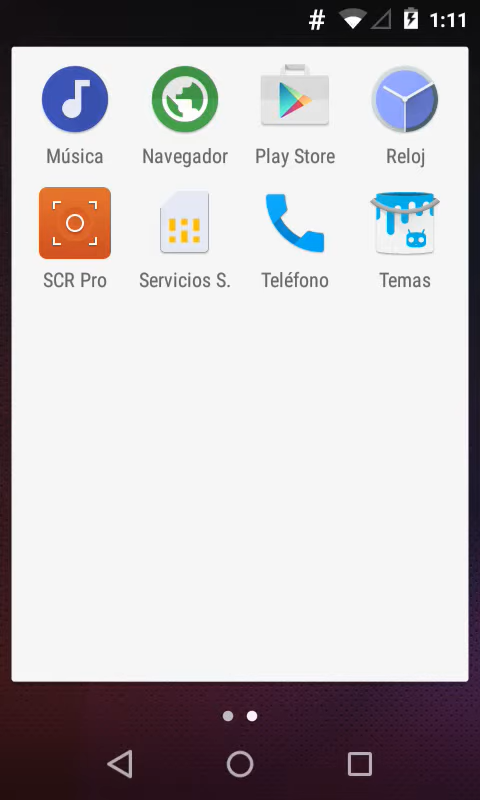 # 1:11
Música Navegador Play Store Reloj
SCR Pro Servicios S. Teléfono Temas